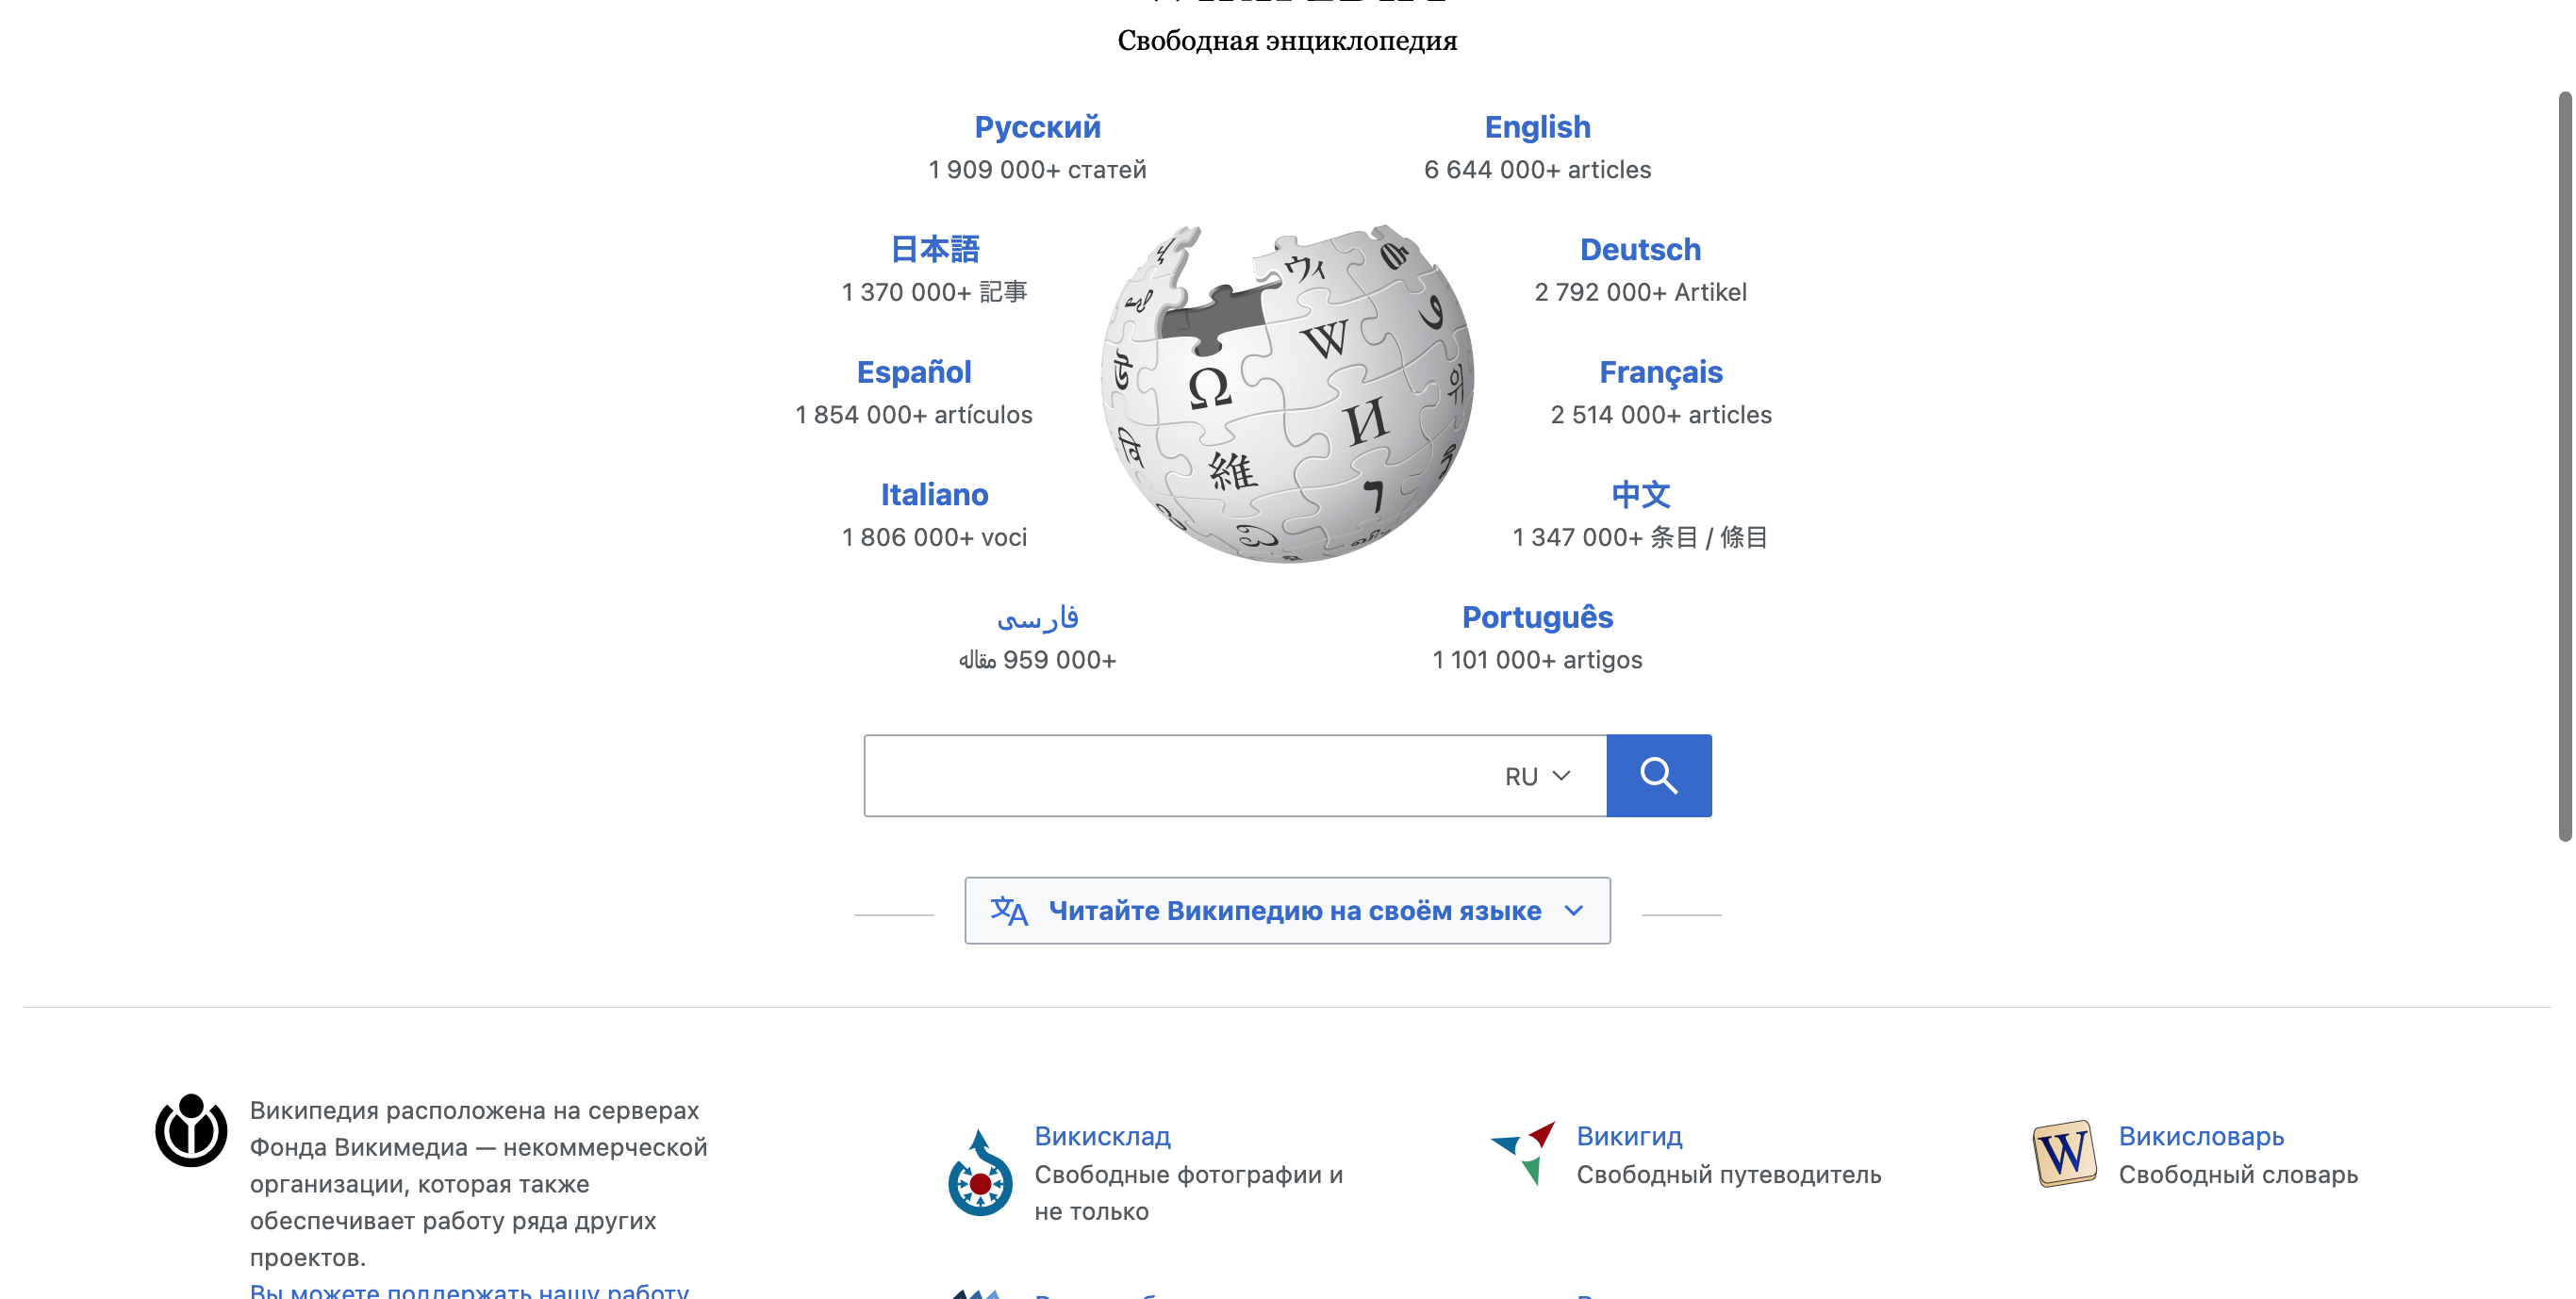 Свободная энциклопедия
Русский
1 909 000+ статей
English
6 644 000+ articles
日本語
1 370 000+ 記事
Deutsch
2 792 000+ Artikel
Español
1 854 000+ artículos
Français
2 514 000+ articles
Italiano
1 806 000+ voci
中文
1 347 000+ 条目 / 條目
فارسی
959 000+ مقاله
Português
1 101 000+ artigos
Ω
W
И
維
ウィ
RU
Читайте Википедию на своём языке
Википедия расположена на серверах
Фонда Викимедиа — некоммерческой
организации, которая также
обеспечивает работу ряда других
проектов.
Вы можете поддержать нашу работу
Викисклад
Свободные фотографии и
не только
Викигид
Свободный путеводитель
W
Викисловарь
Свободный словарь